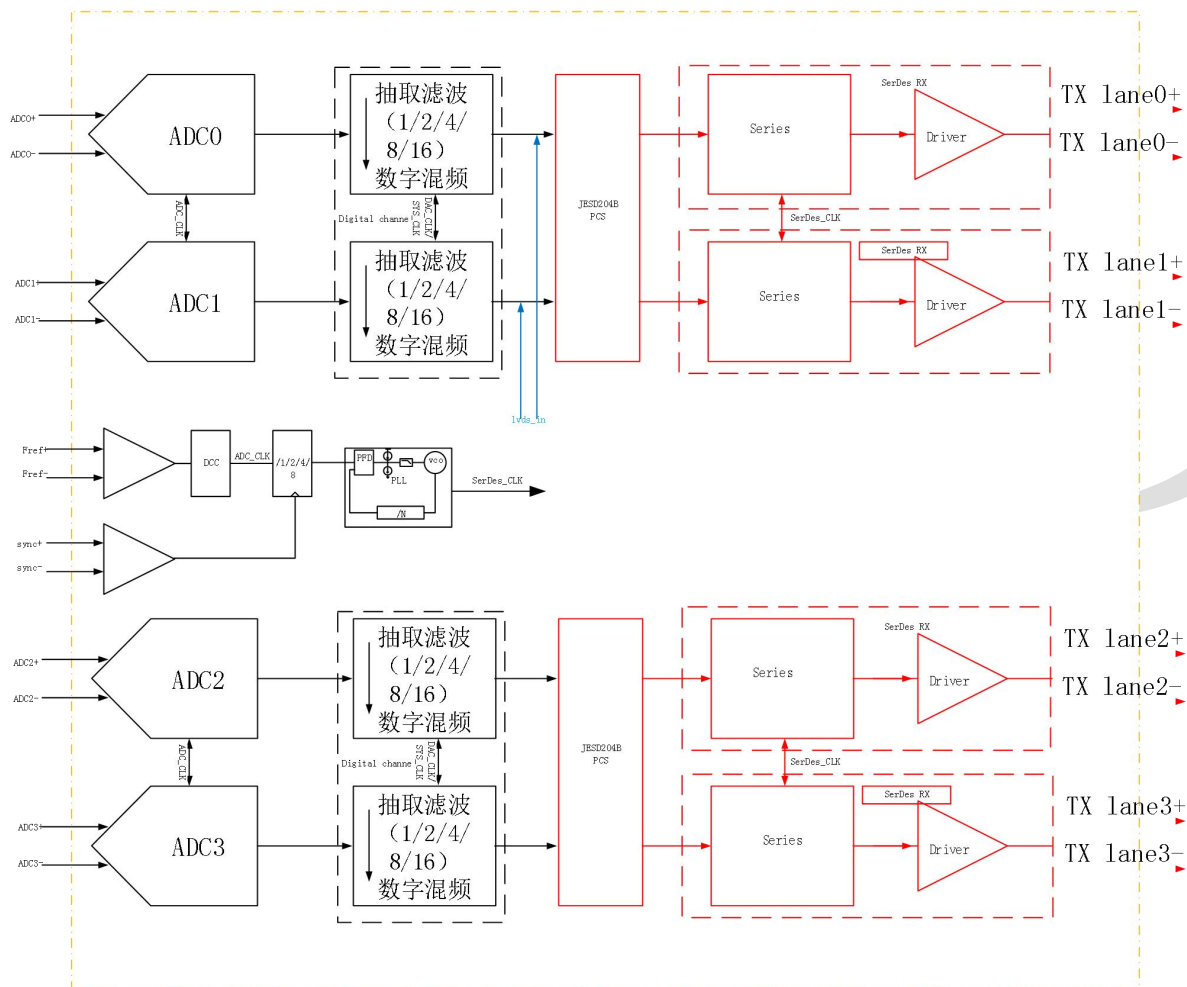 ADC0+
ADC0-
ADC0
抽取滤波
（1/2/4/
8/16）
数字混频
JESD204B
PCS
Series
SerDes RX
Driver
TX lane0+
TX lane0-
ADC_CLK
Digital channe
DAC_CLK/
SYS_CLK
SerDes_CLK
ADC1+
ADC1-
ADC1
抽取滤波
（1/2/4/
8/16）
数字混频
Series
SerDes RX
Driver
TX lane1+
TX lane1-
lvds_in
Fref+
Fref-
DCC
ADC_CLK
/1/2/4/
8
PFD
PLL
vco
/N
SerDes_CLK
sync+
sync-
ADC2+
ADC2-
ADC2
抽取滤波
（1/2/4/
8/16）
数字混频
JESD204B
PCS
Series
SerDes RX
Driver
TX lane2+
TX lane2-
ADC_CLK
Digital channe
DAC_CLK/
SYS_CLK
SerDes_CLK
ADC3+
ADC3-
ADC3
抽取滤波
（1/2/4/
8/16）
数字混频
Series
SerDes RX
Driver
TX lane3+
TX lane3-